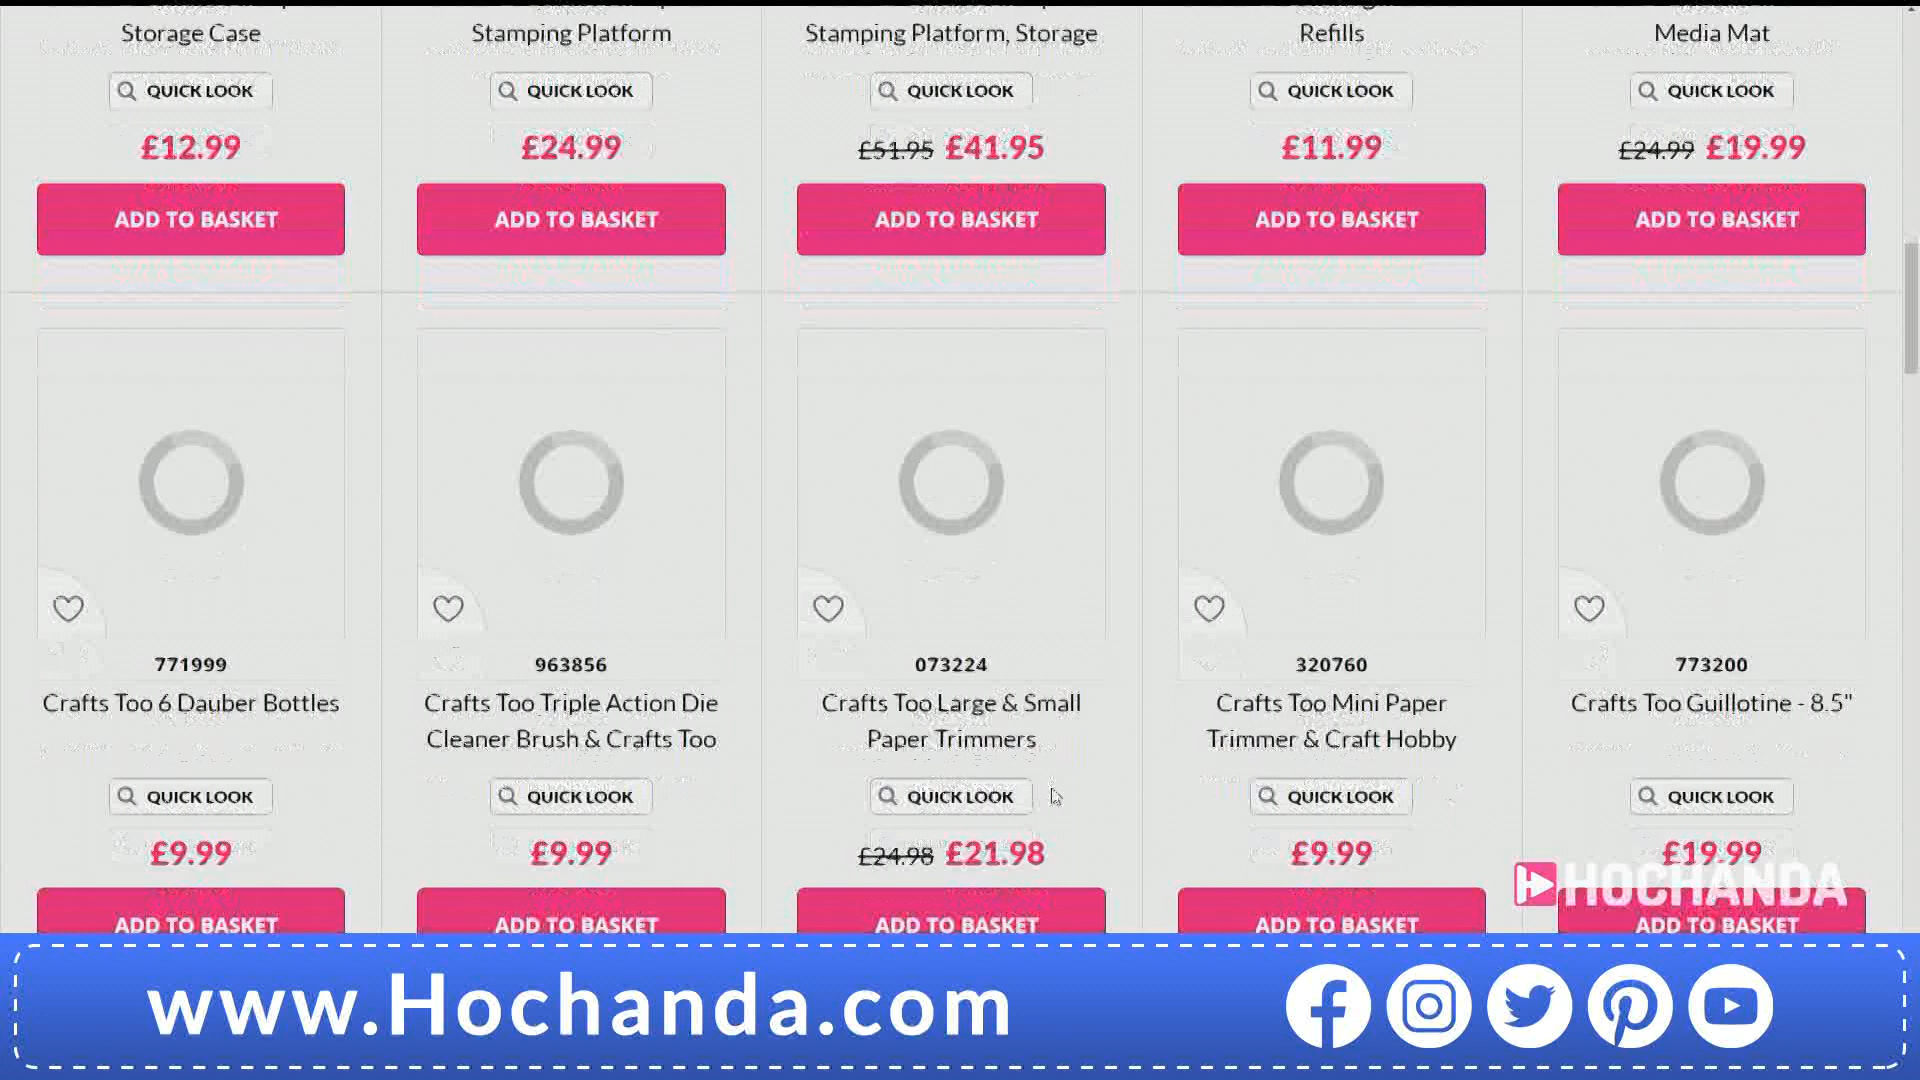 Storage Case
Stamping Platform
Stamping Platform, Storage
Refills
Media Mat
QUICK LOOK
QUICK LOOK
QUICK LOOK
QUICK LOOK
QUICK LOOK
£12.99
£24.99
£51.95 £41.95
£11.99
£24.99 £19.99
ADD TO BASKET
ADD TO BASKET
ADD TO BASKET
ADD TO BASKET
ADD TO BASKET
771999
963856
073224
320760
773200
Crafts Too 6 Dauber Bottles
Crafts Too Triple Action Die
Cleaner Brush & Crafts Too
Crafts Too Large & Small
Paper Trimmers
Crafts Too Mini Paper
Trimmer & Craft Hobby
Crafts Too Guillotine - 8.5"
QUICK LOOK
QUICK LOOK
QUICK LOOK
QUICK LOOK
QUICK LOOK
£9.99
£9.99
£24.98 £21.98
£9.99
£19.99
HOCHANDA
ADD TO BASKET
ADD TO BASKET
ADD TO BASKET
ADD TO BASKET
ADD TO BASKET
www.Hochanda.com